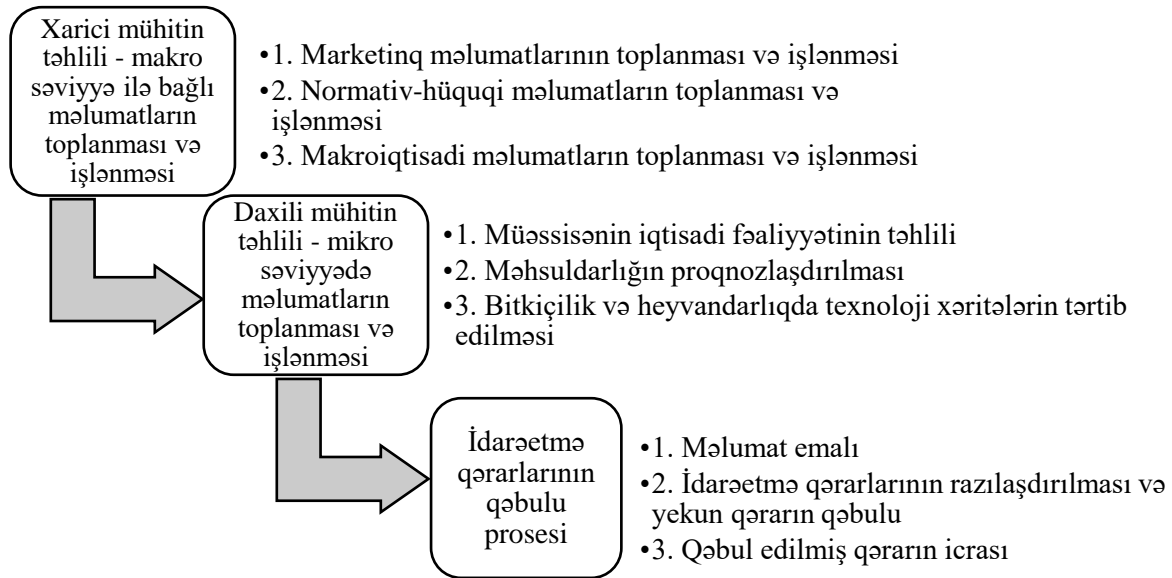 Xarici mühitin
təhlili - makro
səviyyə ilə bağlı
məlumatların
toplanması və
işlənməsi
•1. Marketinq məlumatlarının toplanması və işlənməsi
•2. Normativ-hüquqi məlumatların toplanması və
işlənməsi
•3. Makroiqtisadi məlumatların toplanması və işlənməsi
Daxili mühitin
təhlili - mikro
səviyyədə
məlumatların
toplanması və
işlənməsi
•1. Müəssisənin iqtisadi fəaliyyətinin təhlili
•2. Məhsuldarlığın proqnozlaşdırılması
•3. Bitkiçilik və heyvandarlıqda texnoloji xəritələrin tərtib
edilməsi
İdarəetmə
qərarlarının
qəbulu
prosesi
•1. Məlumat emalı
•2. İdarəetmə qərarlarının razılaşdırılması və
yekun qərarın qəbulu
•3. Qəbul edilmiş qərarın icrası